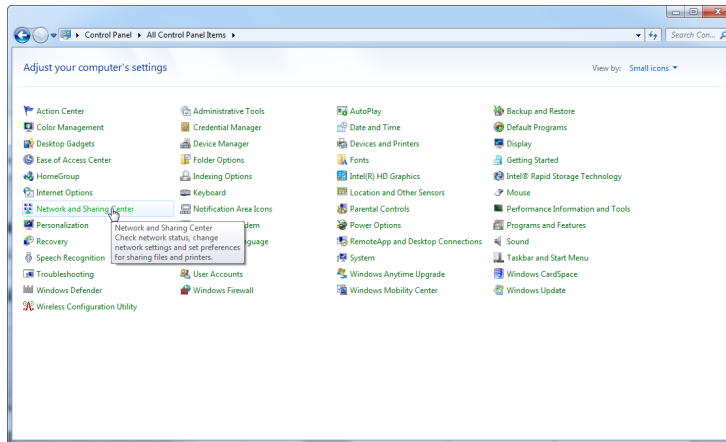 Control Panel ▸ All Control Panel Items ▸
Search Con...
Adjust your computer's settings
View by: Small icons
Action Center
Administrative Tools
AutoPlay
Backup and Restore
Color Management
Credential Manager
Date and Time
Default Programs
Desktop Gadgets
Device Manager
Devices and Printers
Display
Ease of Access Center
Folder Options
Fonts
Getting Started
HomeGroup
Indexing Options
Intel(R) HD Graphics
Intel® Rapid Storage Technology
Internet Options
Keyboard
Location and Other Sensors
Mouse
Network and Sharing Center
Notification Area Icons
Parental Controls
Performance Information and Tools
Personalization
Network and Sharing Center
Check network status, change
network settings and set preferences
for sharing files and printers.
Power Options
Programs and Features
Recovery
RemoteApp and Desktop Connections
Sound
Speech Recognition
System
Taskbar and Start Menu
Troubleshooting
User Accounts
Windows Anytime Upgrade
Windows CardSpace
Windows Defender
Windows Firewall
Windows Mobility Center
Windows Update
Wireless Configuration Utility